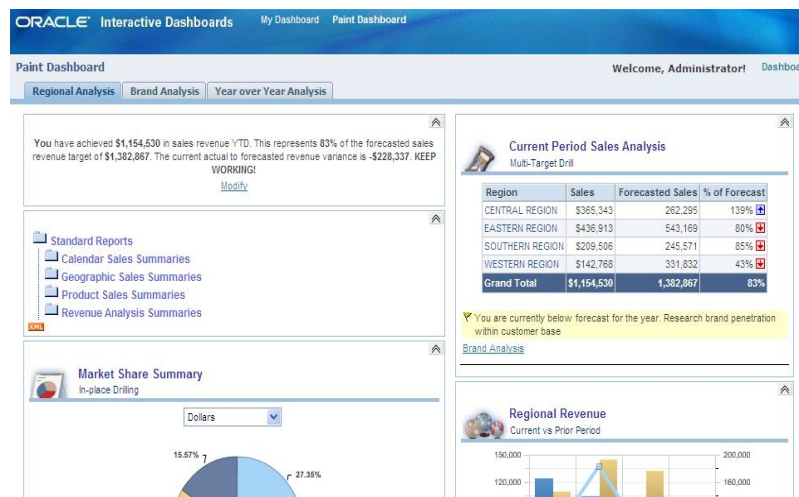 ORACLE Interactive Dashboards My Dashboard Paint Dashboard
Paint Dashboard Welcome, Administrator! Dashboa
Regional Analysis Brand Analysis Year over Year Analysis
You have achieved $1,154,530 in sales revenue YTD. This represents 83% of the forecasted sales
revenue target of $1,382,867. The current actual to forecasted revenue variance is -$228,337. KEEP
WORKING!
Modify
Standard Reports
Calendar Sales Summaries
Geographic Sales Summaries
Product Sales Summaries
Revenue Analysis Summaries
XML
Market Share Summary
In-place Drilling
Dollars
15.57%
27.35%
Current Period Sales Analysis
Multi-Target Drill
Region Sales Forecasted Sales % of Forecast
CENTRAL REGION $365,343 262,295 139%
EASTERN REGION $436,913 543,169 80%
SOUTHERN REGION $209,506 245,571 85%
WESTERN REGION $142,768 331,832 43%
Grand Total $1,154,530 1,382,867 83%
You are currently below forecast for the year. Research brand penetration
within customer base
Brand Analysis
Regional Revenue
Current vs Prior Period
150,000 200,000
120,000 160,000